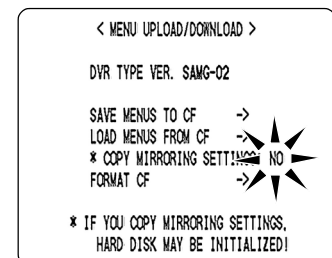 < MENU UPLOAD/DOWNLOAD >
DVR TYPE VER. SAMG-02
SAVE MENUS TO CF ->
LOAD MENUS FROM CF ->
* COPY MIRRORING SETTINGS NO
FORMAT CF ->
* IF YOU COPY MIRRORING SETTINGS,
HARD DISK MAY BE INITIALIZED!